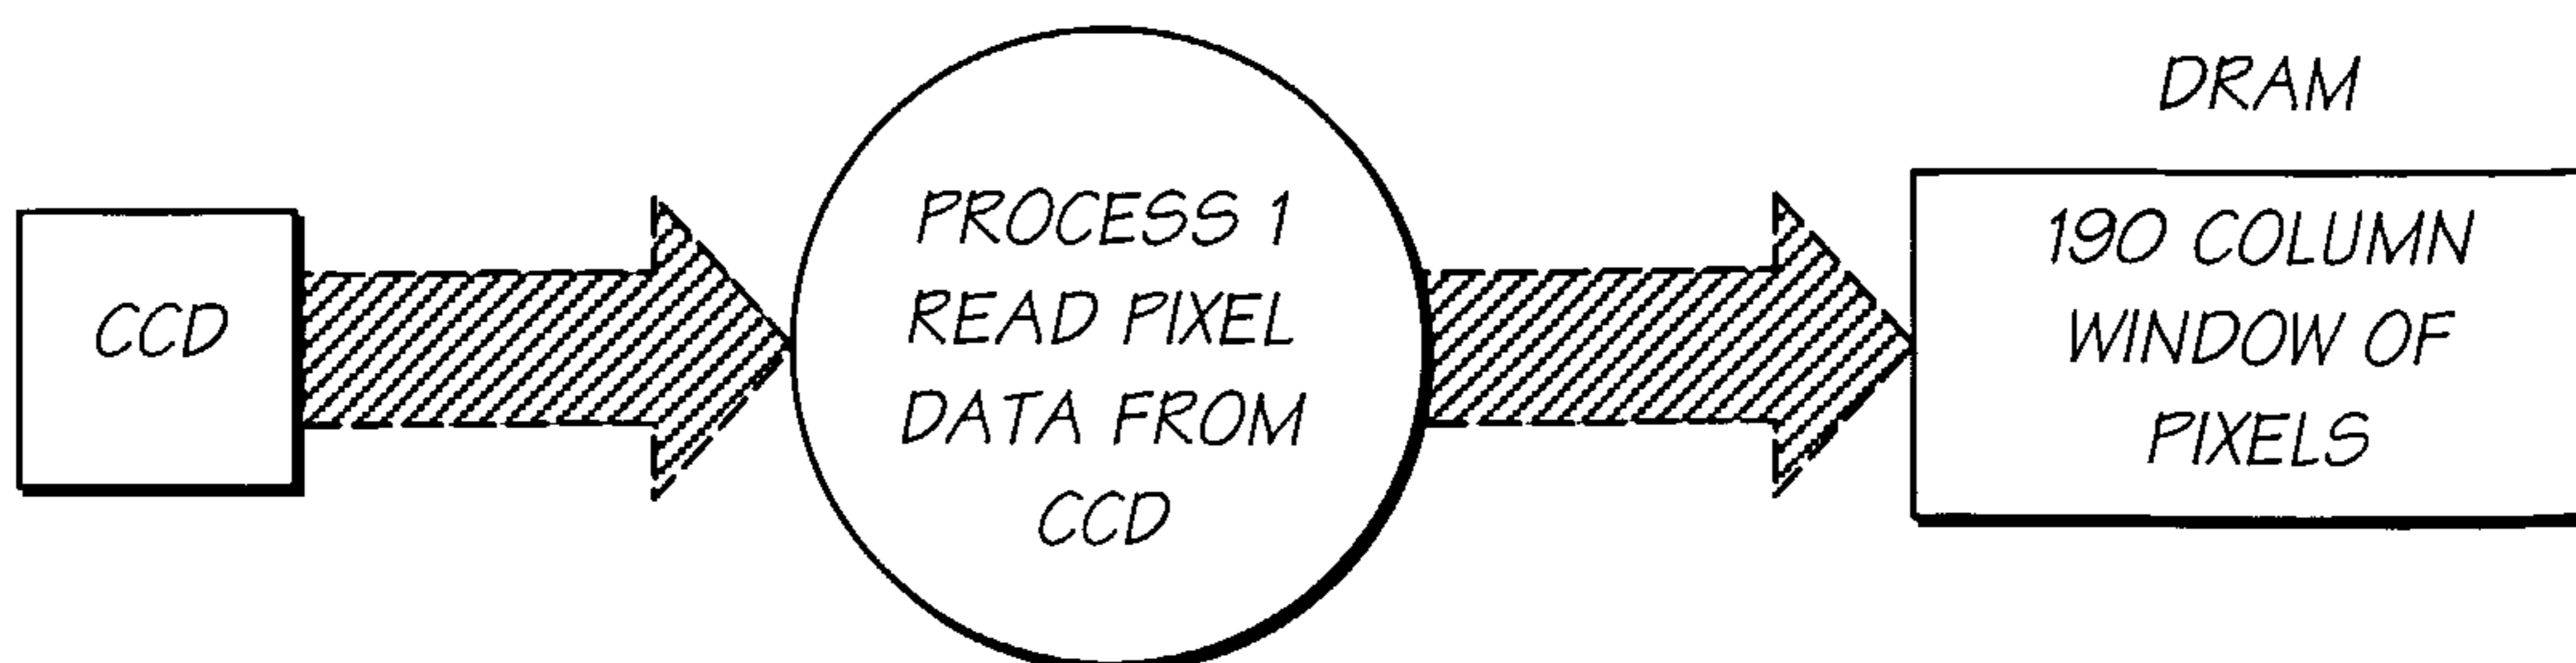 CCD
PROCESS 1
READ PIXEL
DATA FROM
CCD
DRAM
190 COLUMN
WINDOW OF
PIXELS